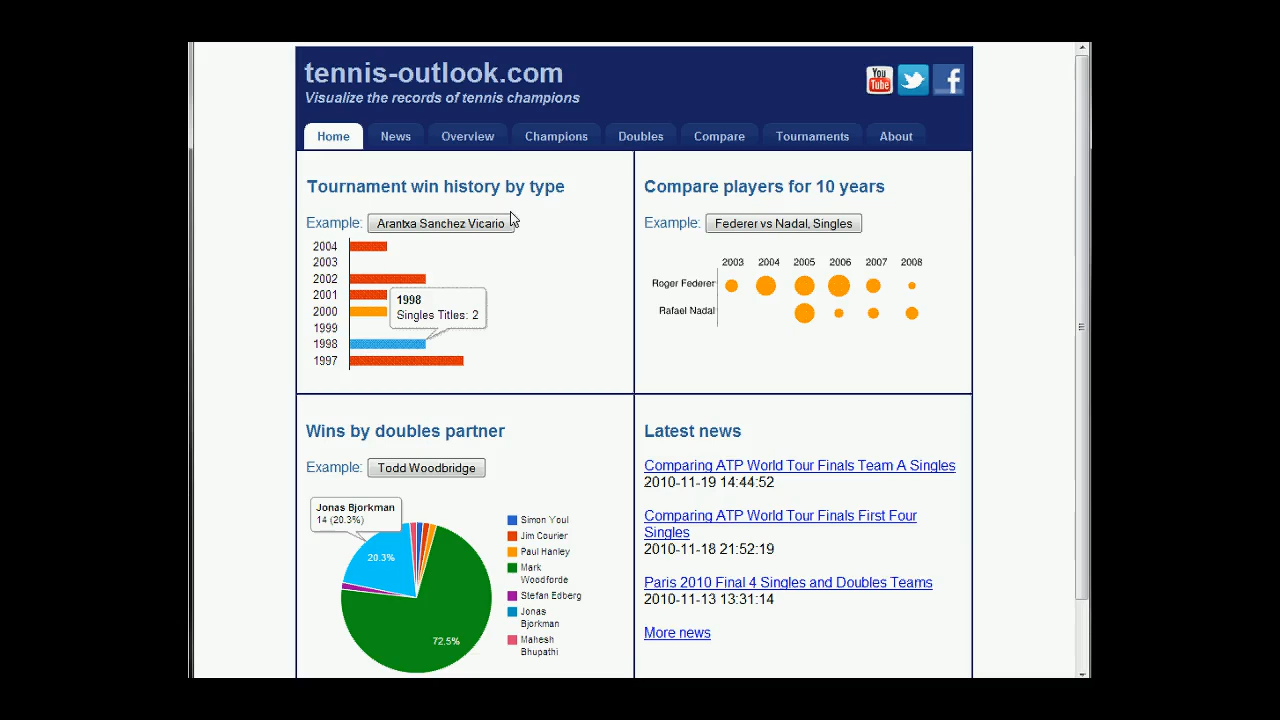 tennis-outlook.com
Visualize the records of tennis champions
You
Tube
Home News Overview Champions Doubles Compare Tournaments About
Tournament win history by type
Example: Arantxa Sanchez Vicario
2004
2003
2002
2001
2000
1999
1998
1997
1998
Singles Titles: 2
Compare players for 10 years
Example: Federer vs Nadal, Singles
2003 2004 2005 2006 2007 2008
Roger Federer
Rafael Nadal
Wins by doubles partner
Example: Todd Woodbridge
Jonas Bjorkman
14 (20.3%)
20.3%
72.5%
Simon Youl
Jim Courier
Paul Hanley
Mark
Woodforde
Stefan Edberg
Jonas
Bjorkman
Mahesh
Bhupathi
Latest news
Comparing ATP World Tour Finals Team A Singles
2010-11-19 14:44:52
Comparing ATP World Tour Finals First Four
Singles
2010-11-18 21:52:19
Paris 2010 Final 4 Singles and Doubles Teams
2010-11-13 13:31:14
More news